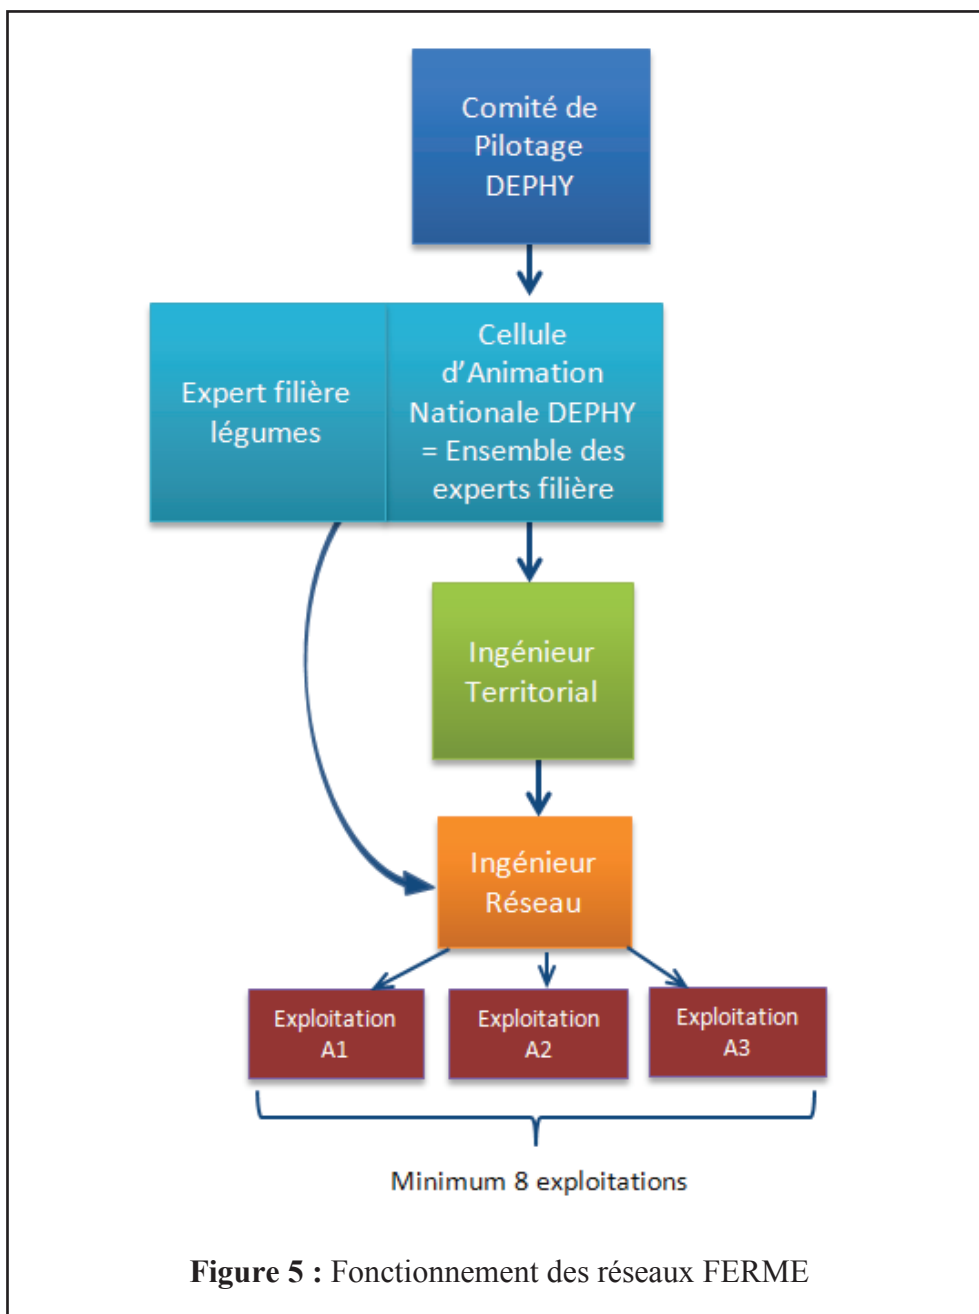 Comité de
Pilotage
DEPHY
Expert filière
légumes
Cellule
d'Animation
Nationale DEPHY
= Ensemble des
experts filière
Ingénieur
Territorial
Ingénieur
Réseau
Exploitation
A1
Exploitation
A2
Exploitation
A3
Minimum 8 exploitations
Figure 5 : Fonctionnement des réseaux FERME